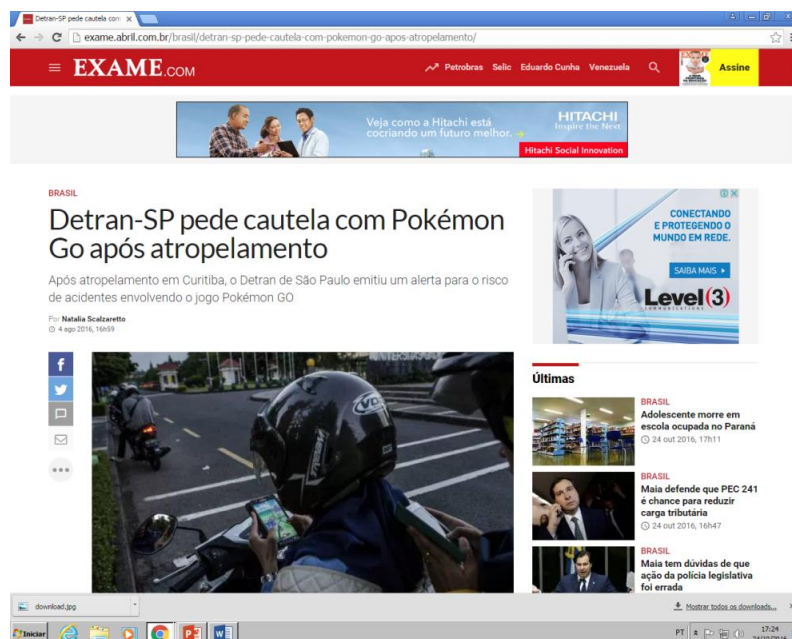 Detran-SP pede cautela com
exame.abril.com.br/brasil/detran-sp-pede-cautela-com-pokemon-go-apos-atropelamento/
EXAME.COM
Petrobras Selic Eduardo Cunha Venezuela
Assine
Veja como a Hitachi está
cocriando um futuro melhor.
HITACHI
Inspire the Next
Hitachi Social Innovation
BRASIL
Detran-SP pede cautela com Pokémon
Go após atropelamento
Após atropelamento em Curitiba, o Detran de São Paulo emitiu um alerta para o risco
de acidentes envolvendo o jogo Pokémon GO
Por Natalia Scalzaretto
4 ago 2016, 16h59
CONECTANDO
E PROTEGENDO O
MUNDO EM REDE.
SAIBA MAIS
Level(3)
COMMUNICATIONS
Últimas
BRASIL
Adolescente morre em
escola ocupada no Paraná
24 out 2016, 17h11
BRASIL
Maia defende que PEC 241
é chance para reduzir
carga tributária
24 out 2016, 16h47
BRASIL
Maia tem dúvidas de que
ação da polícia legislativa
foi errada
download.jpg
Mostrar todos os downloads...
Iniciar
PT
17:24
24/10/2016